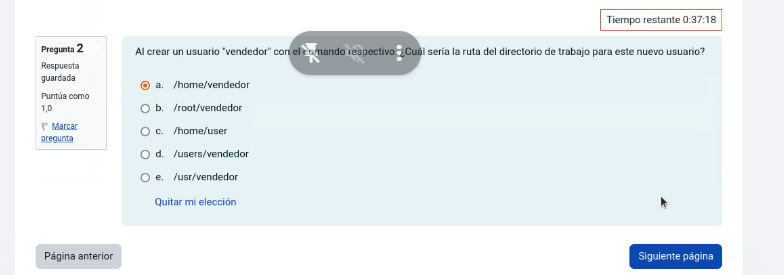 Tiempo restante 0:37:18
Pregunta 2
Respuesta
guardada
Puntúa como
1,0
Marcar
pregunta
Al crear un usuario "vendedor" con el comando respectivo ¿Cuál sería la ruta del directorio de trabajo para este nuevo usuario?
a. /home/vendedor
b. /root/vendedor
c. /home/user
d. /users/vendedor
e. /usr/vendedor
Quitar mi elección
Página anterior
Siguiente página